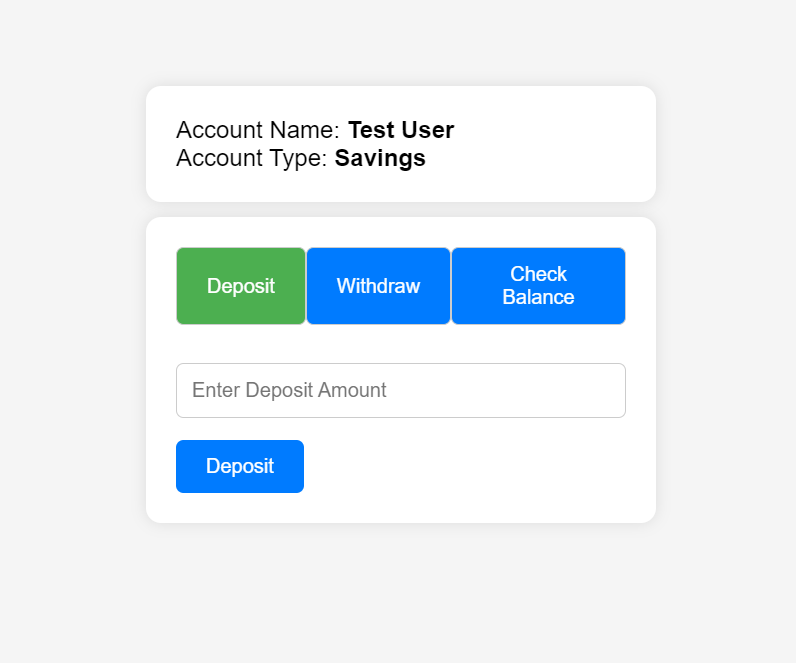 Account Name: Test User
Account Type: Savings
Deposit
Withdraw
Check
Balance
Enter Deposit Amount
Deposit